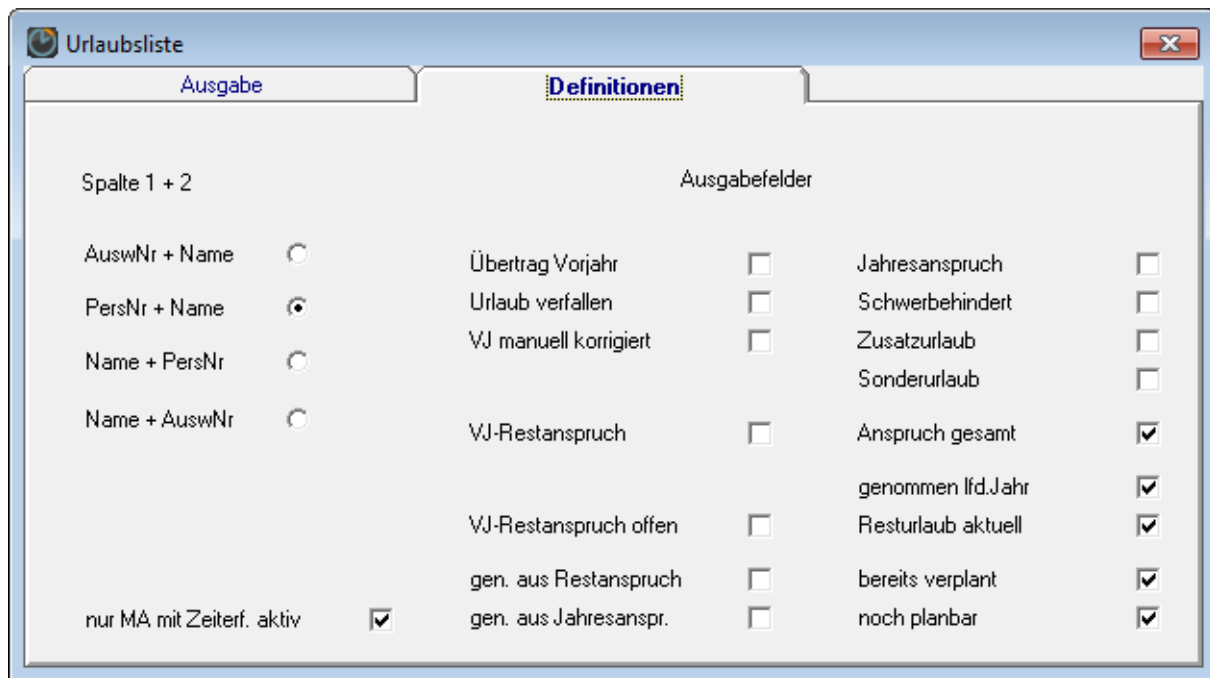 Urlaubsliste
Ausgabe
Definitionen
Spalte 1 + 2
AuswNr + Name
PersNr + Name
Name + PersNr
Name + AuswNr
nur MA mit Zeiterf. aktiv
Ausgabefelder
Übertrag Vorjahr
Urlaub verfallen
VJ manuell korrigiert
VJ-Restanspruch
VJ-Restanspruch offen
gen. aus Restanspruch
gen. aus Jahresanspr.
Jahresanspruch
Schwerbehindert
Zusatzurlaub
Sonderurlaub
Anspruch gesamt
genommen lfd.Jahr
Resturlaub aktuell
bereits verplant
noch planbar